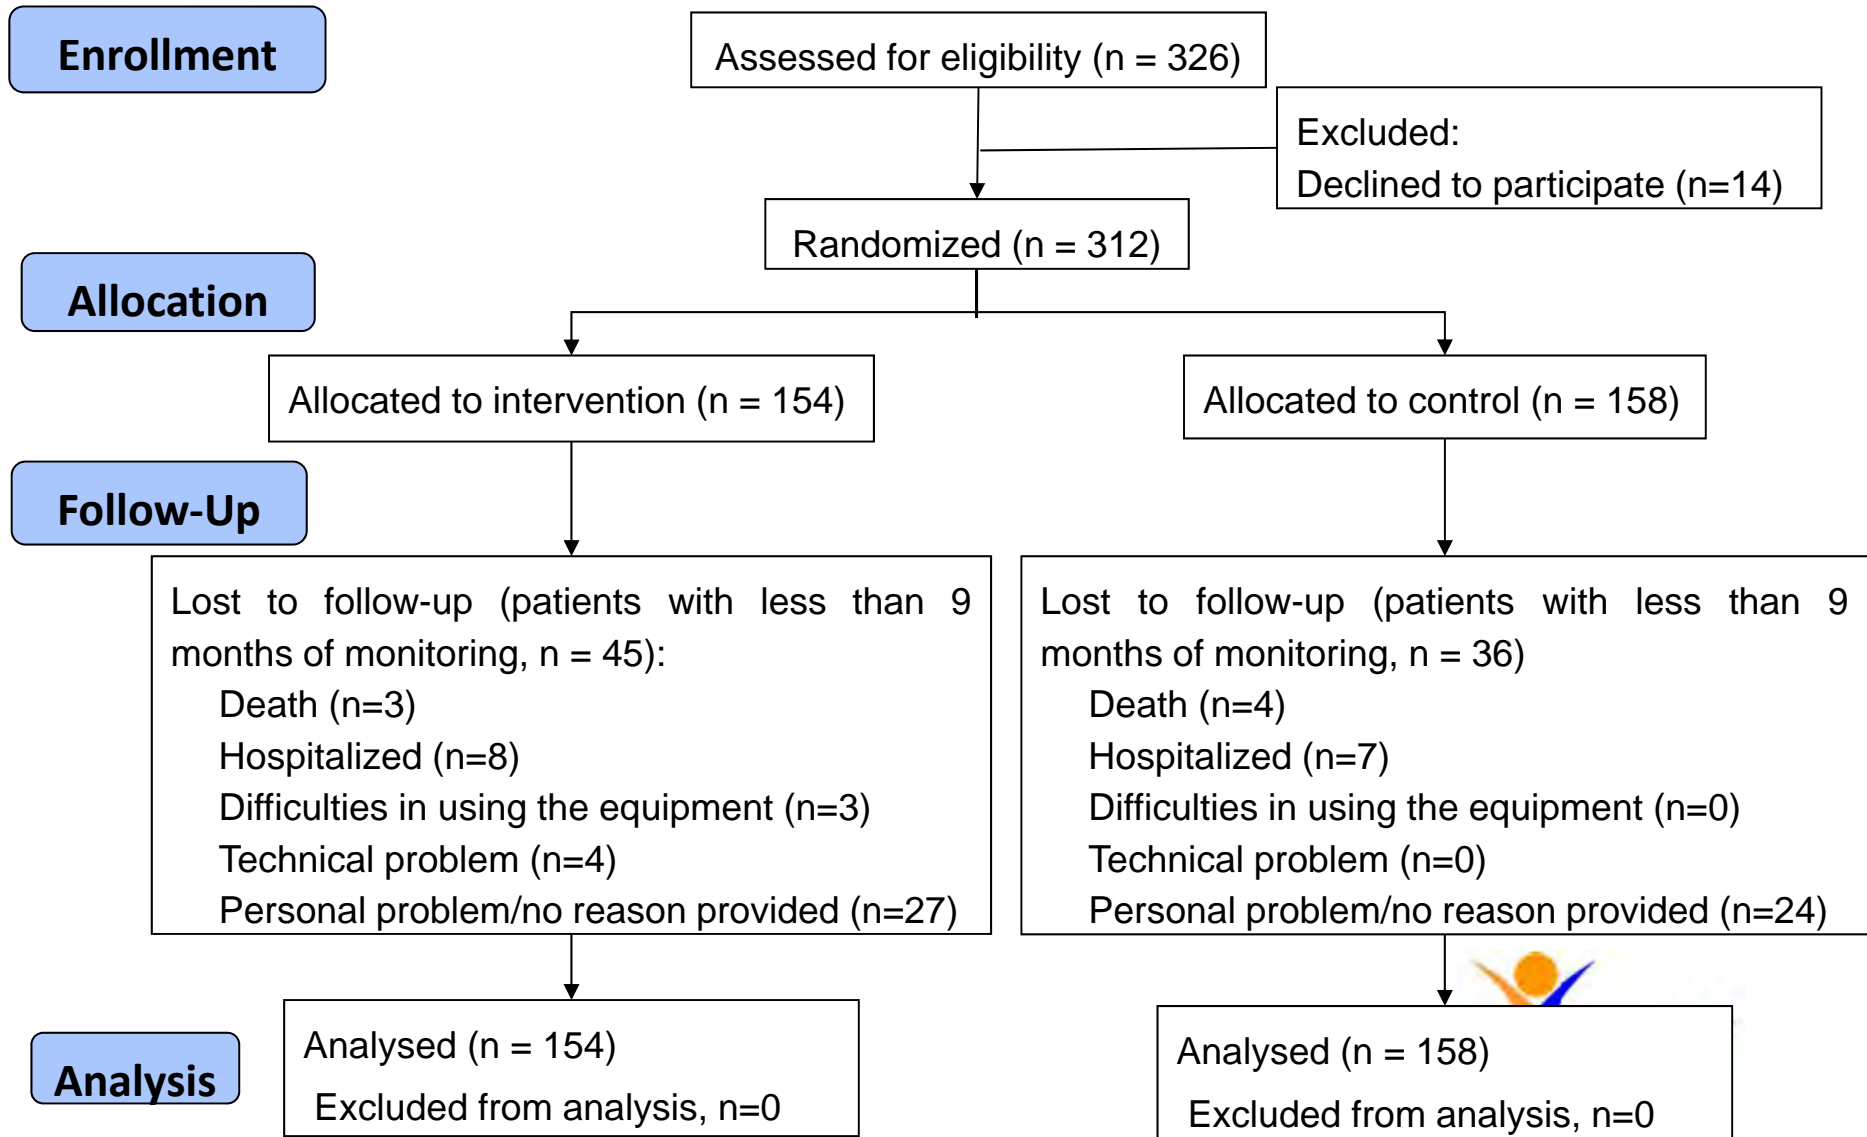 Enrollment
Assessed for eligibility (n = 326)
Excluded:
Declined to participate (n=14)
Randomized (n = 312)
Allocation
Allocated to intervention (n = 154)
Allocated to control (n = 158)
Follow-Up
Lost to follow-up (patients with less than 9
months of monitoring, n = 45):
Death (n=3)
Hospitalized (n=8)
Difficulties in using the equipment (n=3)
Technical problem (n=4)
Personal problem/no reason provided (n=27)
Lost to follow-up (patients with less than 9
months of monitoring, n = 36)
Death (n=4)
Hospitalized (n=7)
Difficulties in using the equipment (n=0)
Technical problem (n=0)
Personal problem/no reason provided (n=24)
Analysis
Analysed (n = 154)
Excluded from analysis, n=0
Analysed (n = 158)
Excluded from analysis, n=0